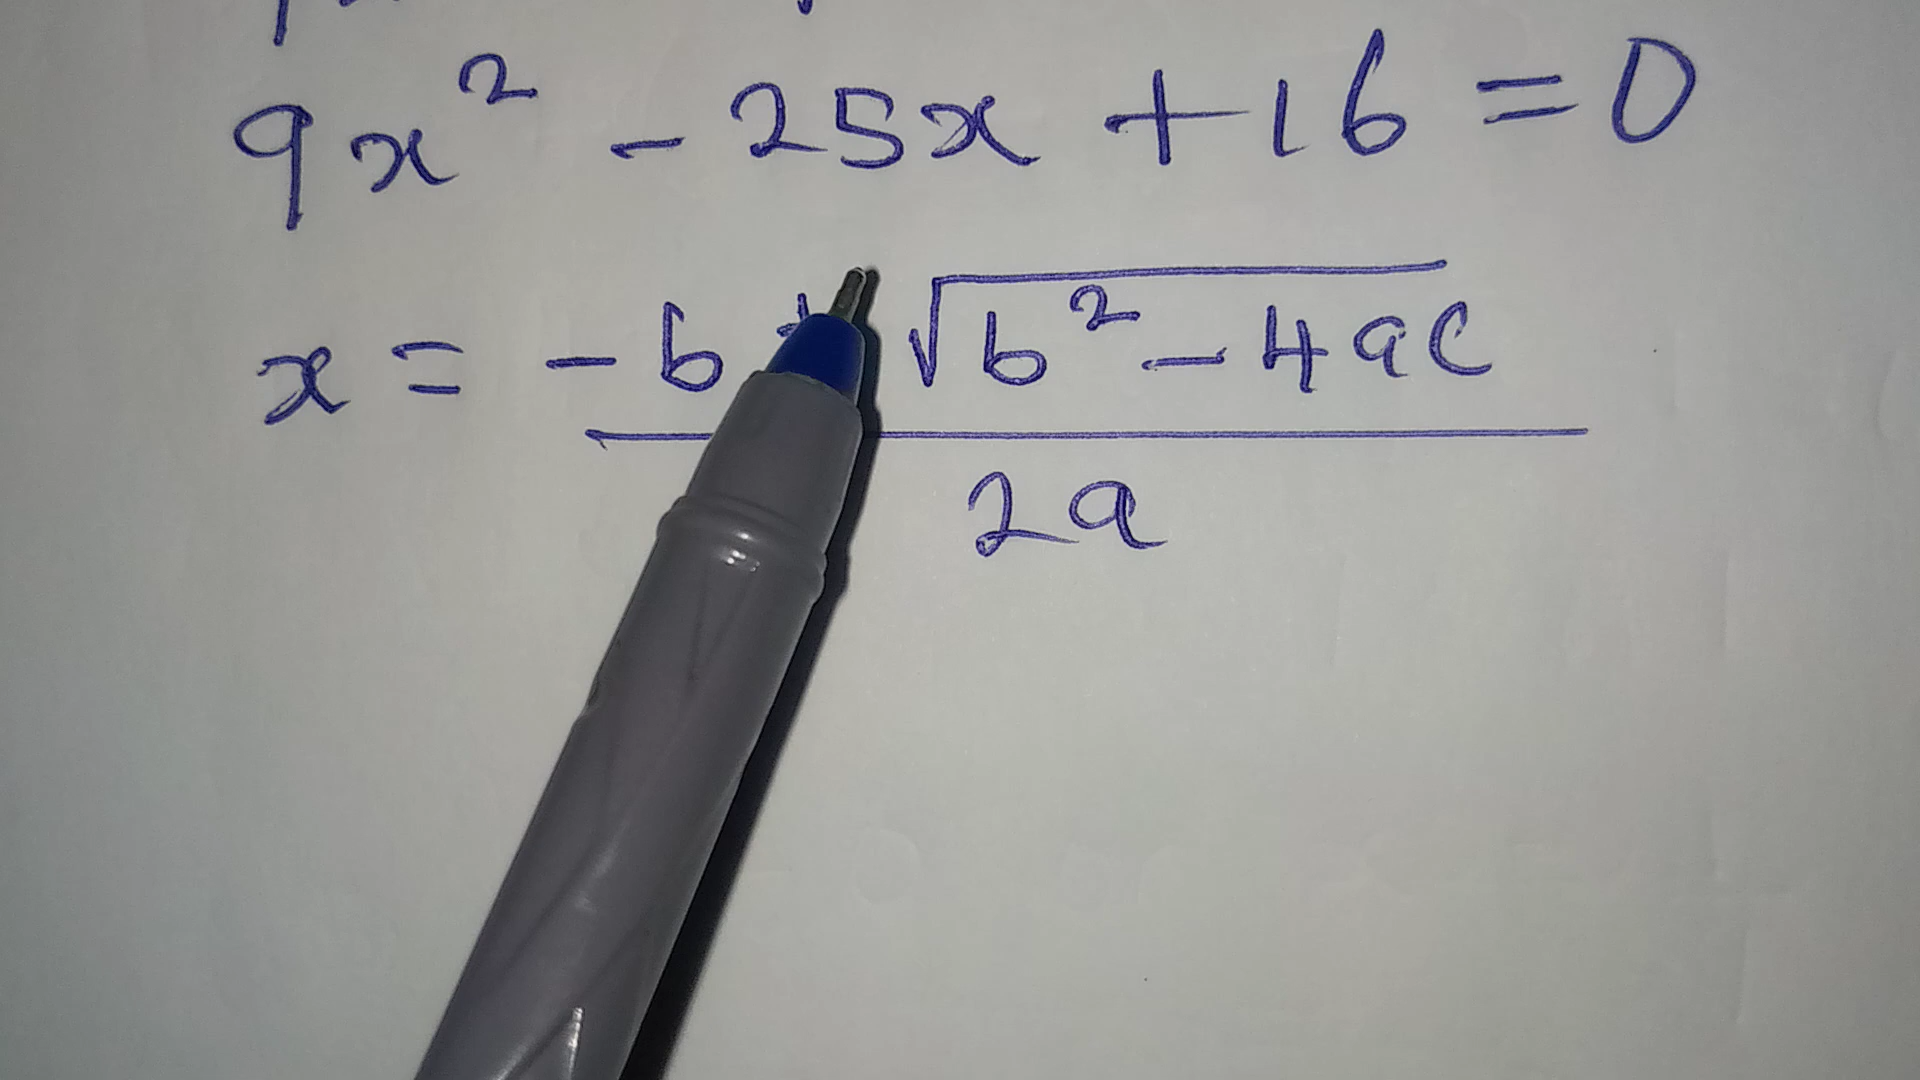 9x² - 25x + 16 = 0
x = -b ± √b² - 4ac
2a